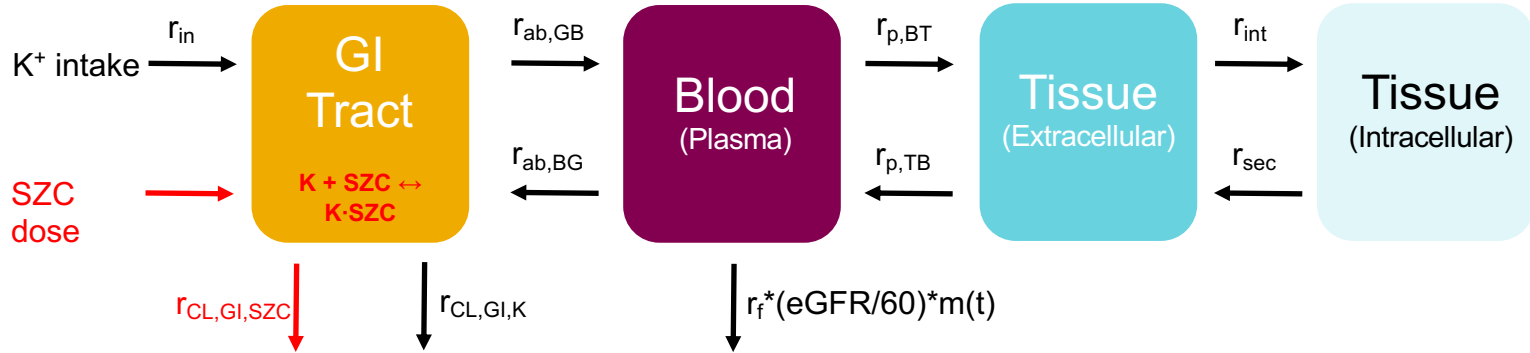 r_in
r_ab,GB
r_p,BT
r_int
K⁺ intake
GI
Tract
Blood
(Plasma)
Tissue
(Extracellular)
Tissue
(Intracellular)
r_ab,BG
r_p,TB
r_sec
K + SZC ↔
K·SZC
SZC
dose
r_CL,GI,SZC
r_CL,GI,K
r_f*(eGFR/60)*m(t)